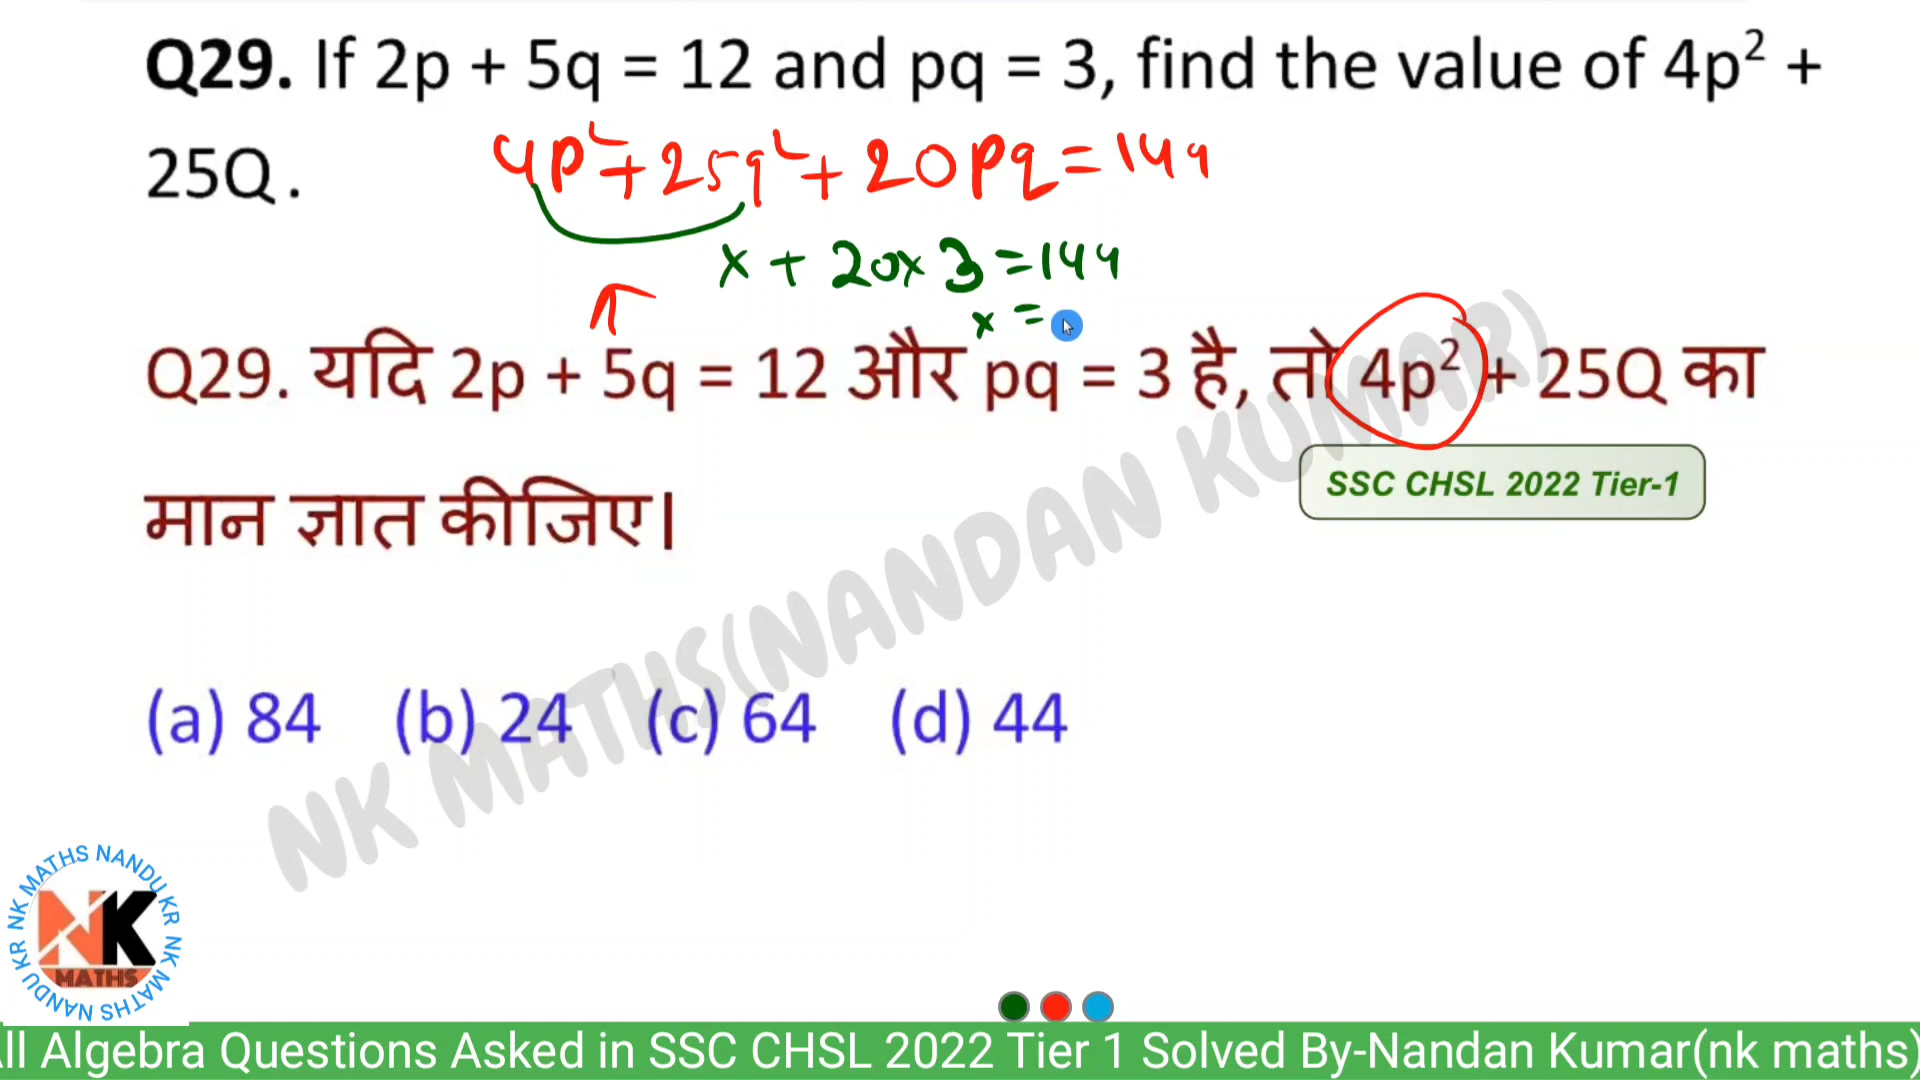 Q29. If 2p + 5q = 12 and pq = 3, find the value of 4p² +
4p²+25q²+20pq=144
25Q .
x + 20x3=144
x =
Q29. यदि 2p + 5q = 12 और pq = 3 है, तो 4p² + 25Q का
SSC CHSL 2022 Tier-1
मान ज्ञात कीजिए।
NK MATHS(NANDAN KUMAR)
(a) 84 (b) 24 (c) 64 (d) 44
NK MATHS NANDU KR NK MATHS NANDU KR
NK
MATHS
ll Algebra Questions Asked in SSC CHSL 2022 Tier 1 Solved By-Nandan Kumar(nk maths)